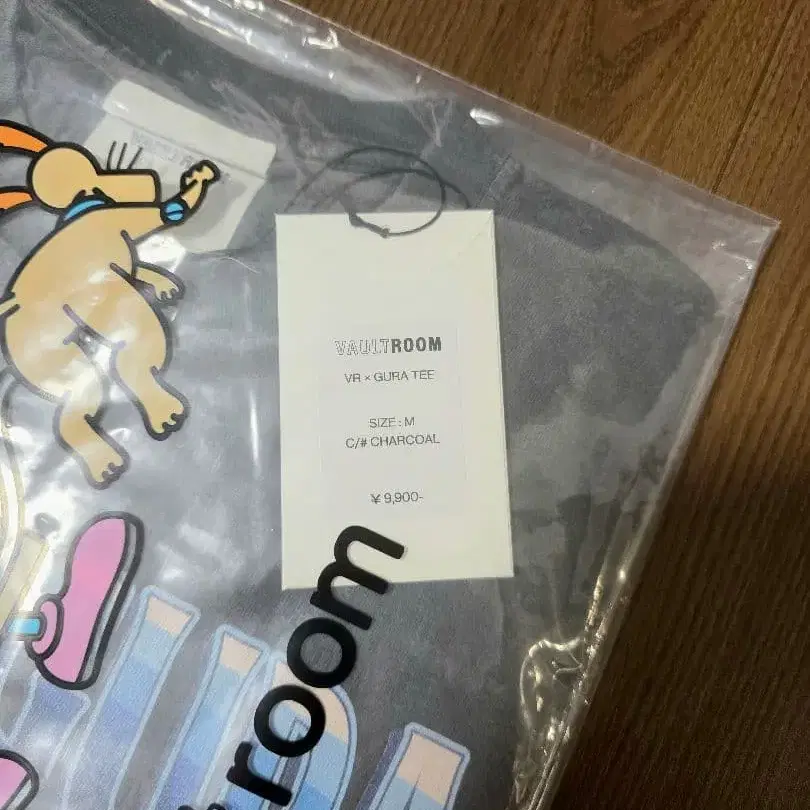 VAULTROOM
VR × GURA TEE
SIZE : M
C/# CHARCOAL
¥ 9,900-
room